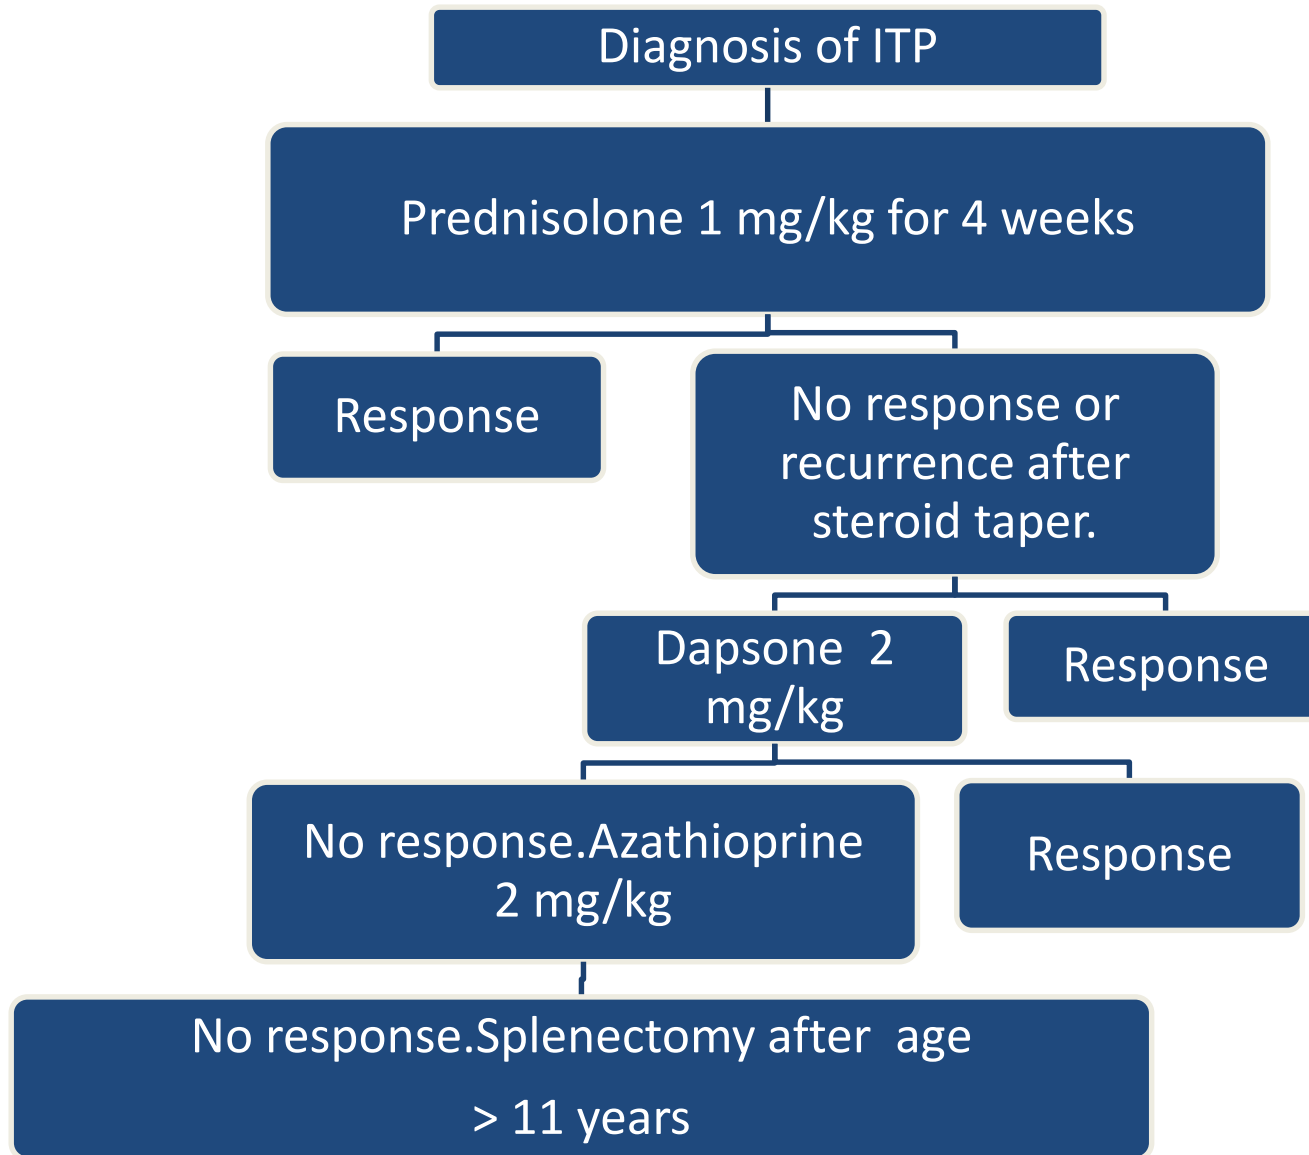 Diagnosis of ITP
Prednisolone 1 mg/kg for 4 weeks
Response
No response or
recurrence after
steroid taper.
Dapsone  2
mg/kg
Response
No response.Azathioprine
2 mg/kg
Response
No response.Splenectomy after  age
> 11 years